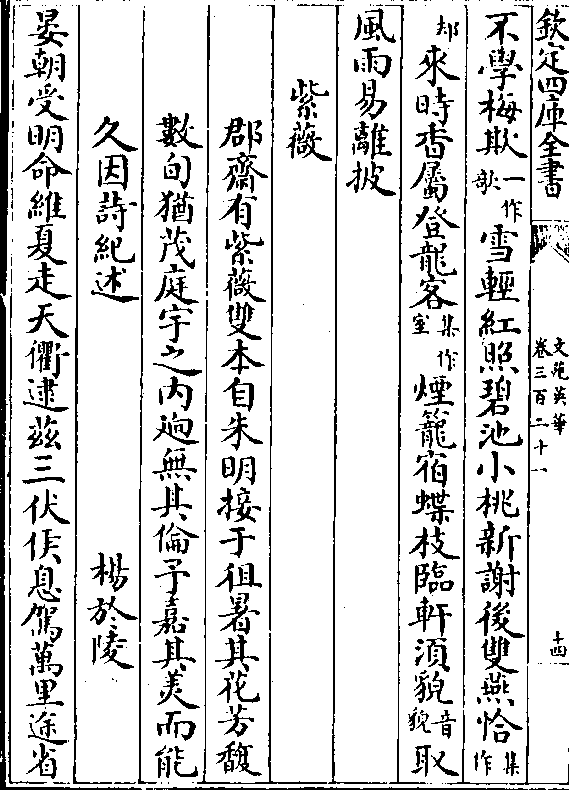 欽定四庫全書
文苑英華
卷三百二十一
十四
不學梅欺一作歌雪輕紅照碧池小桃新謝後雙燕恰集作
却來時香屬登龍客集作室煙籠宿蝶枝臨軒須貌音貌取
風雨易離披
紫薇
郡齋有紫薇雙本自朱明接于徂暑其花芳馥
數旬猶茂庭宇之内逈無其倫予嘉其美而能
久因詩紀述　楊於陵
晏朝受明命維夏走天衢逮兹三伏候息駕萬里途省